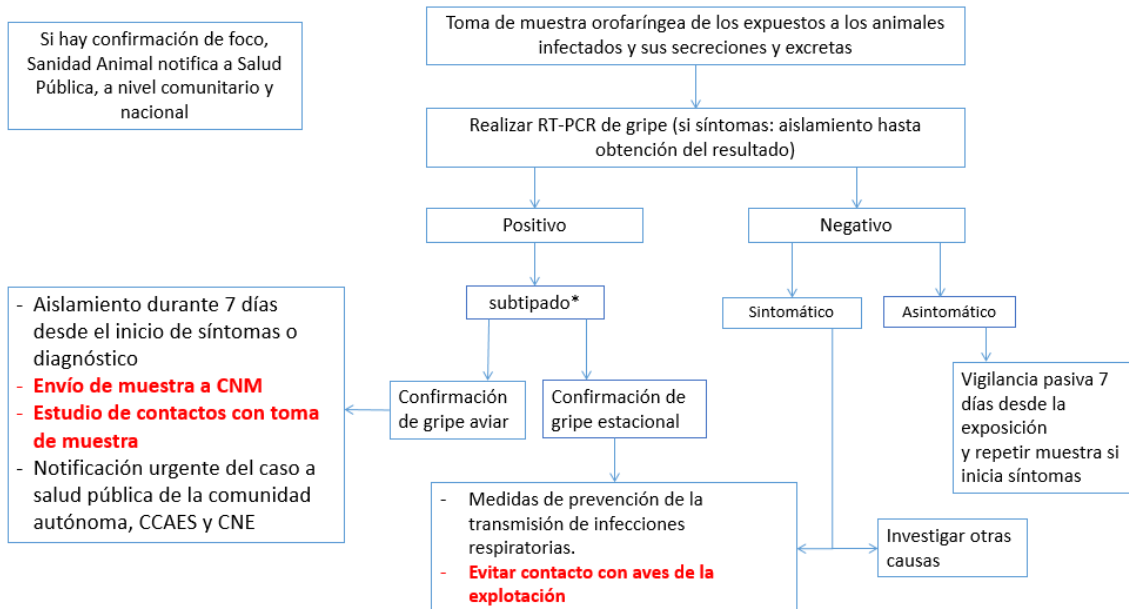 Si hay confirmación de foco,
Sanidad Animal notifica a Salud
Pública, a nivel comunitario y
nacional
Toma de muestra orofaríngea de los expuestos a los animales
infectados y sus secreciones y excretas
Realizar RT-PCR de gripe (si síntomas: aislamiento hasta
obtención del resultado)
Positivo
Negativo
subtipado*
Sintomático
Asintomático
- Aislamiento durante 7 días
desde el inicio de síntomas o
diagnóstico
- Envío de muestra a CNM
- Estudio de contactos con toma
de muestra
- Notificación urgente del caso a
salud pública de la comunidad
autónoma, CCAES y CNE
Confirmación
de gripe aviar
Confirmación de
gripe estacional
Vigilancia pasiva 7
días desde la
exposición
y repetir muestra si
inicia síntomas
- Medidas de prevención de la
transmisión de infecciones
respiratorias.
- Evitar contacto con aves de la
explotación
Investigar otras
causas